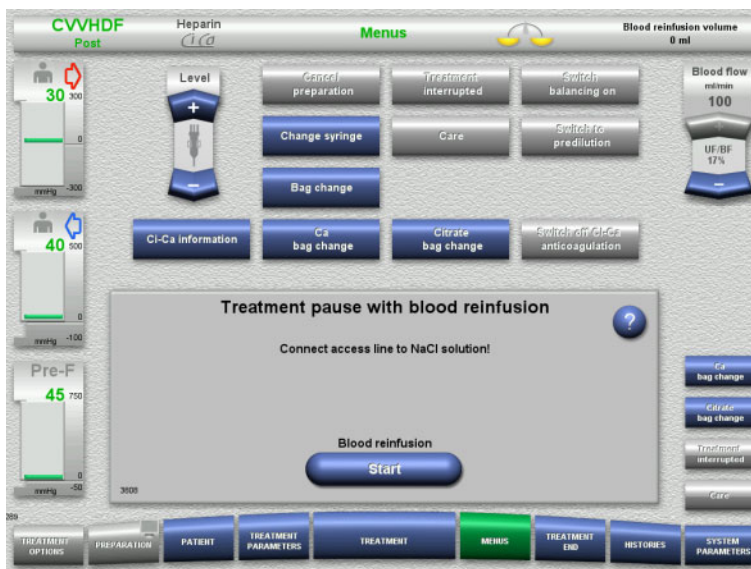 CVVHDF
Post
Heparin
Ci Ca
Menus
Blood reinfusion volume
0 ml
30
300
0
mmHg
-300
Level
+
−
Cancel
preparation
Treatment
interrupted
Switch
balancing on
Change syringe
Care
Switch to
predilution
Bag change
Blood flow
ml/min
100
+
UF/BF
17%
−
40
500
0
mmHg
-100
Ci-Ca information
Ca
bag change
Citrate
bag change
Switch off Ci-Ca
anticoagulation
Treatment pause with blood reinfusion
?
Connect access line to NaCl solution!
Blood reinfusion
Start
3608
Pre-F
45
750
0
mmHg
-50
Ca
bag change
Citrate
bag change
Treatment
interrupted
Care
TREATMENT
OPTIONS
PREPARATION
PATIENT
TREATMENT
PARAMETERS
TREATMENT
MENUS
TREATMENT
END
HISTORIES
SYSTEM
PARAMETERS